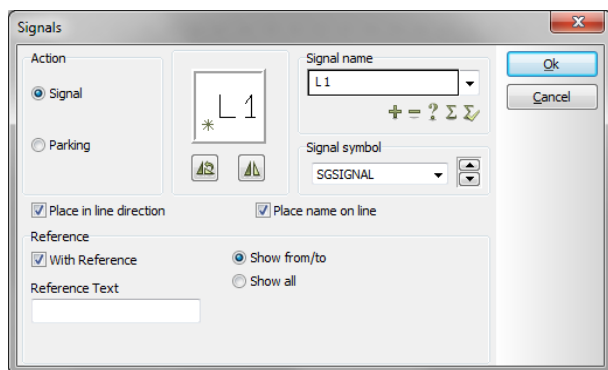 Signals
Action
Signal
Parking
L 1
Signal name
L1
Signal symbol
SGSIGNAL
Ok
Cancel
Place in line direction
Place name on line
Reference
With Reference
Show from/to
Show all
Reference Text